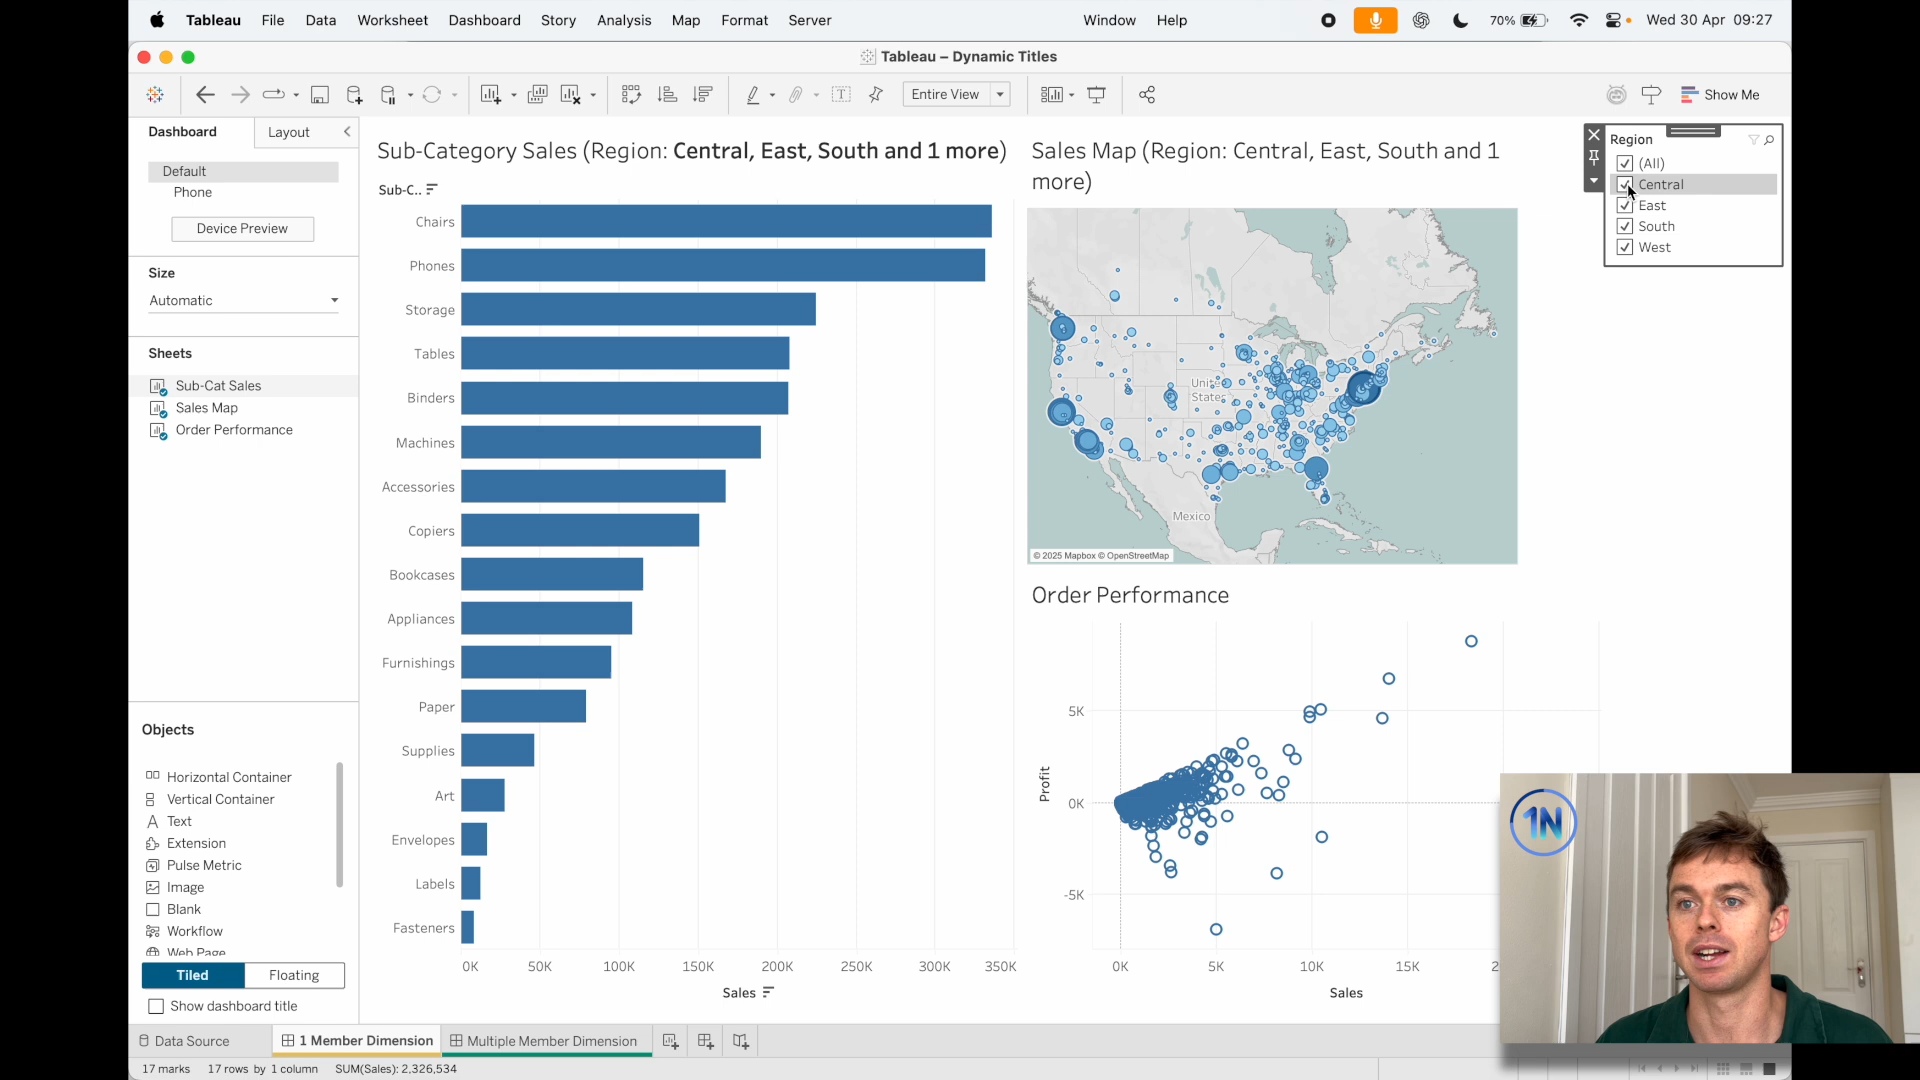 Tableau File Data Worksheet Dashboard Story Analysis Map Format Server Window Help 70% Wed 30 Apr 09:27
Tableau – Dynamic Titles
Entire View
Show Me
Dashboard Layout
Default
Phone
Device Preview
Size
Automatic
Sheets
Sub-Cat Sales
Sales Map
Order Performance
Objects
Horizontal Container
Vertical Container
Text
Extension
Pulse Metric
Image
Blank
Workflow
Web Page
Tiled Floating
Show dashboard title
Sub-Category Sales (Region: Central, East, South and 1 more)
Sub-C..
Chairs
Phones
Storage
Tables
Binders
Machines
Accessories
Copiers
Bookcases
Appliances
Furnishings
Paper
Supplies
Art
Envelopes
Labels
Fasteners
0K 50K 100K 150K 200K 250K 300K 350K
Sales
Sales Map (Region: Central, East, South and 1
more)
United
States
Mexico
© 2025 Mapbox © OpenStreetMap
Order Performance
Profit
5K
0K
-5K
0K 5K 10K 15K
Sales
Region
(All)
Central
East
South
West
1N
Data Source 1 Member Dimension Multiple Member Dimension
17 marks 17 rows by 1 column SUM(Sales): 2,326,534